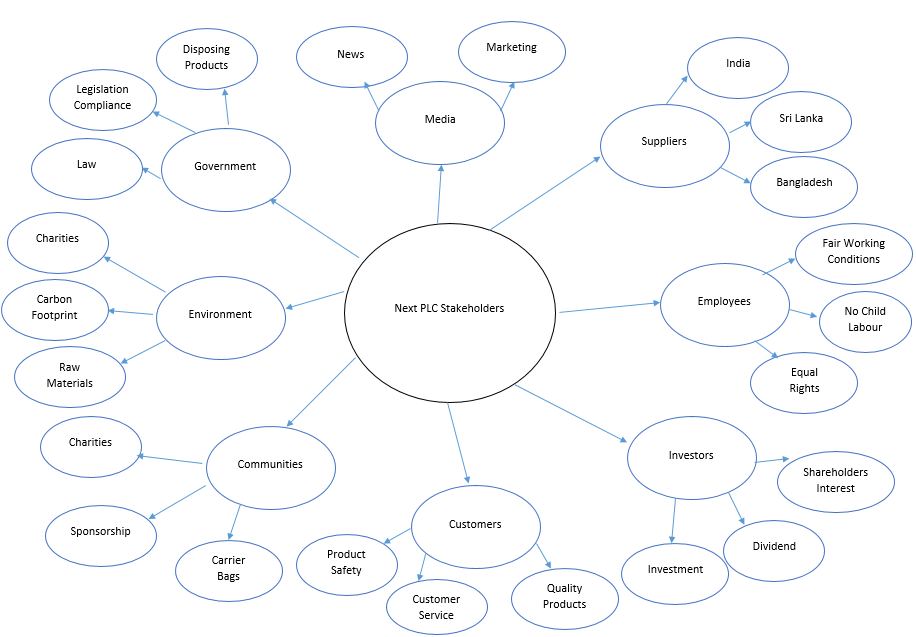 Disposing
Products
Legislation
Compliance
Law
Government
News
Marketing
Media
India
Sri Lanka
Bangladesh
Suppliers
Charities
Carbon
Footprint
Raw
Materials
Environment
Next PLC Stakeholders
Employees
Fair Working
Conditions
No Child
Labour
Equal
Rights
Charities
Sponsorship
Carrier
Bags
Communities
Customers
Product
Safety
Customer
Service
Quality
Products
Investors
Shareholders
Interest
Dividend
Investment